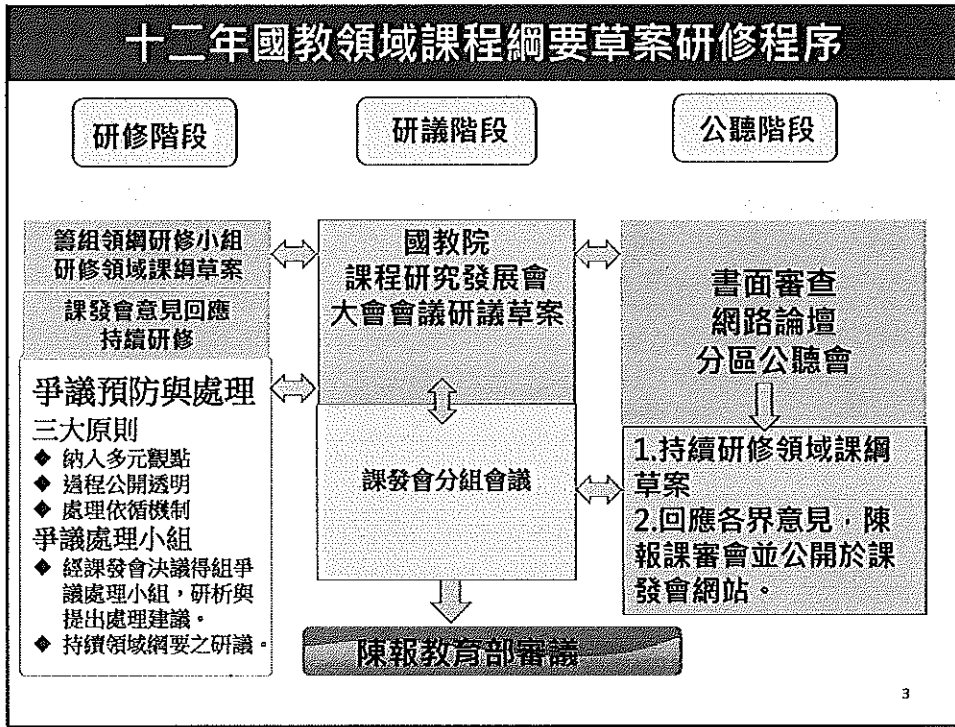 十二年國教領域課程綱要草案研修程序
研修階段
研議階段
公聽階段
籌組領綱研修小組
研修領域課綱草案
課發會意見回應
持續研修
爭議預防與處理
三大原則
◆ 納入多元觀點
◆ 過程公開透明
◆ 處理依循機制
爭議處理小組
◆ 經課發會決議得組爭
議處理小組，研析與
提出處理建議。
◆ 持續領域綱要之研議。
國教院
課程研究發展會
大會會議研議草案
課發會分組會議
書面審查
網路論壇
分區公聽會
1.持續研修領域課綱
草案
2.回應各界意見，陳
報課審會並公開於課
發會網站。
陳報教育部審議
3